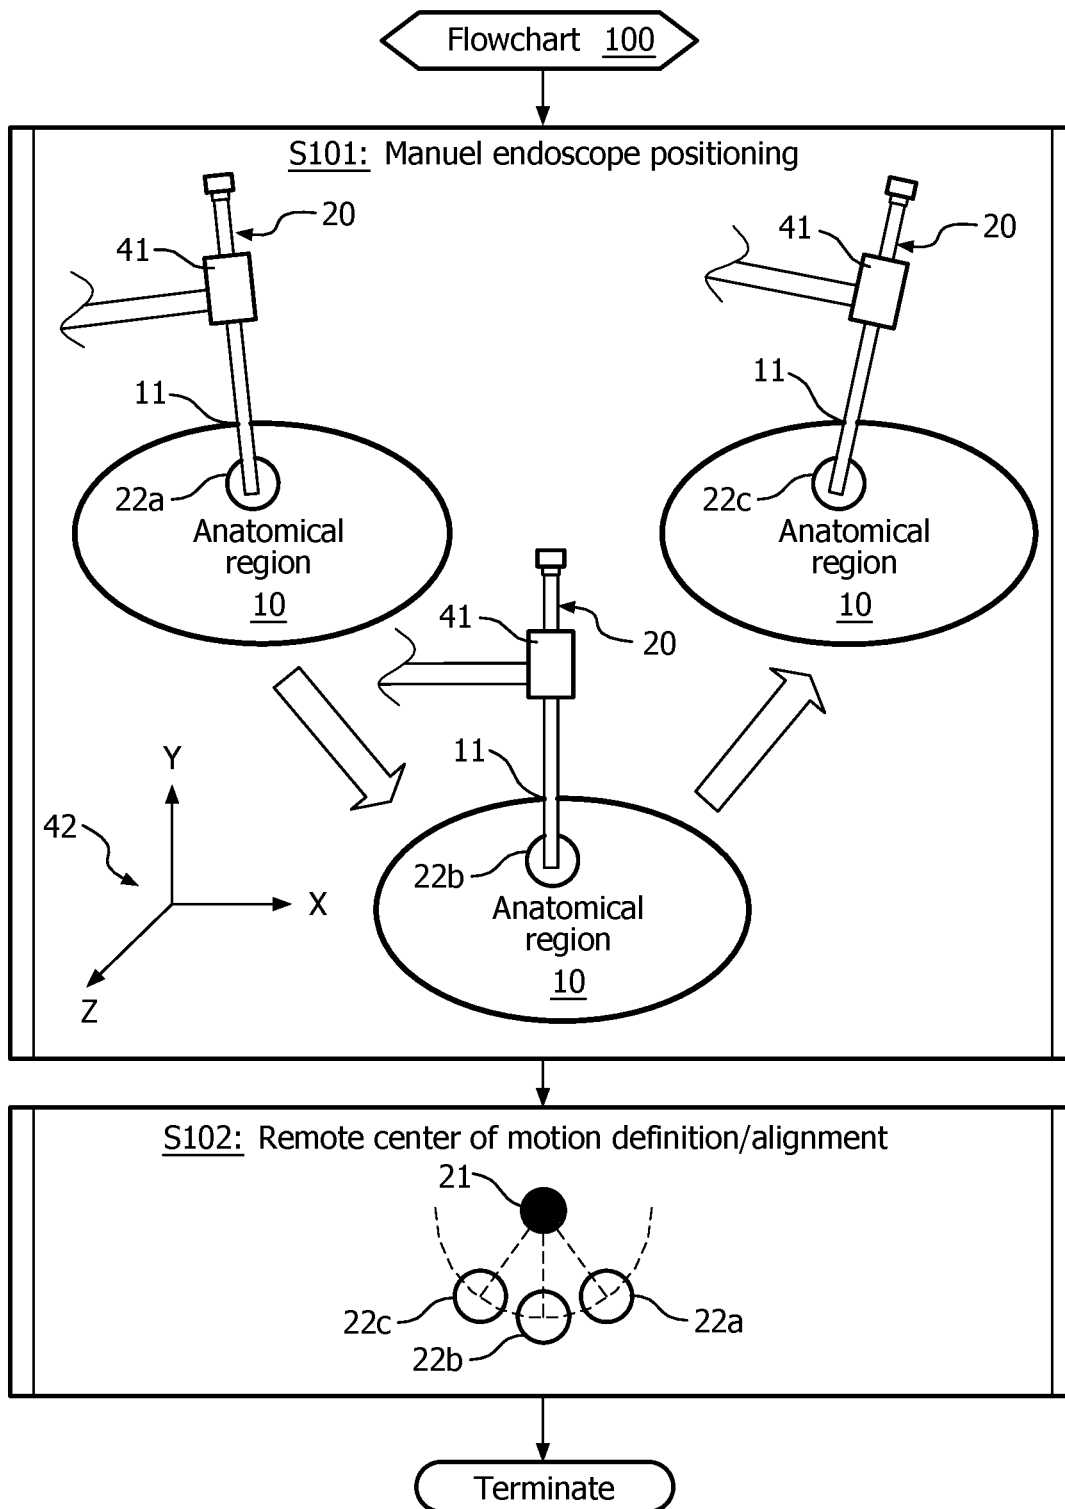 Flowchart 100
S101: Manuel endoscope positioning
20
41
11
22a
Anatomical
region
10
20
41
11
22c
Anatomical
region
10
41
20
11
22b
Anatomical
region
10
Y
42
X
Z
S102: Remote center of motion definition/alignment
21
22c
22b
22a
Terminate